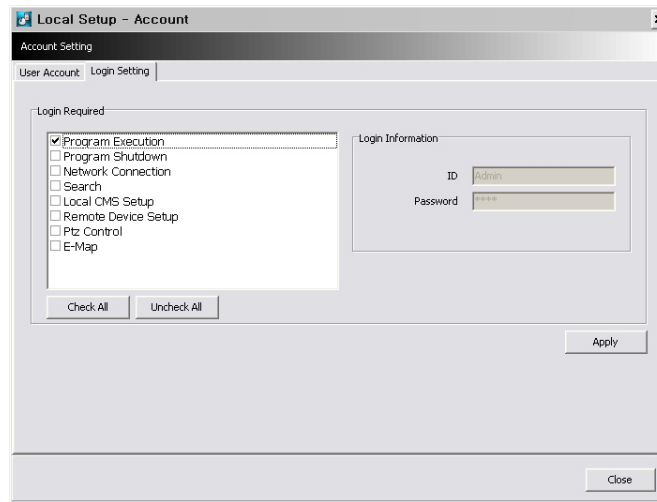 Local Setup - Account
Account Setting
User Account
Login Setting
Login Required
Program Execution
Program Shutdown
Network Connection
Search
Local CMS Setup
Remote Device Setup
Ptz Control
E-Map
Check All
Uncheck All
Login Information
ID
Admin
Password
****
Apply
Close